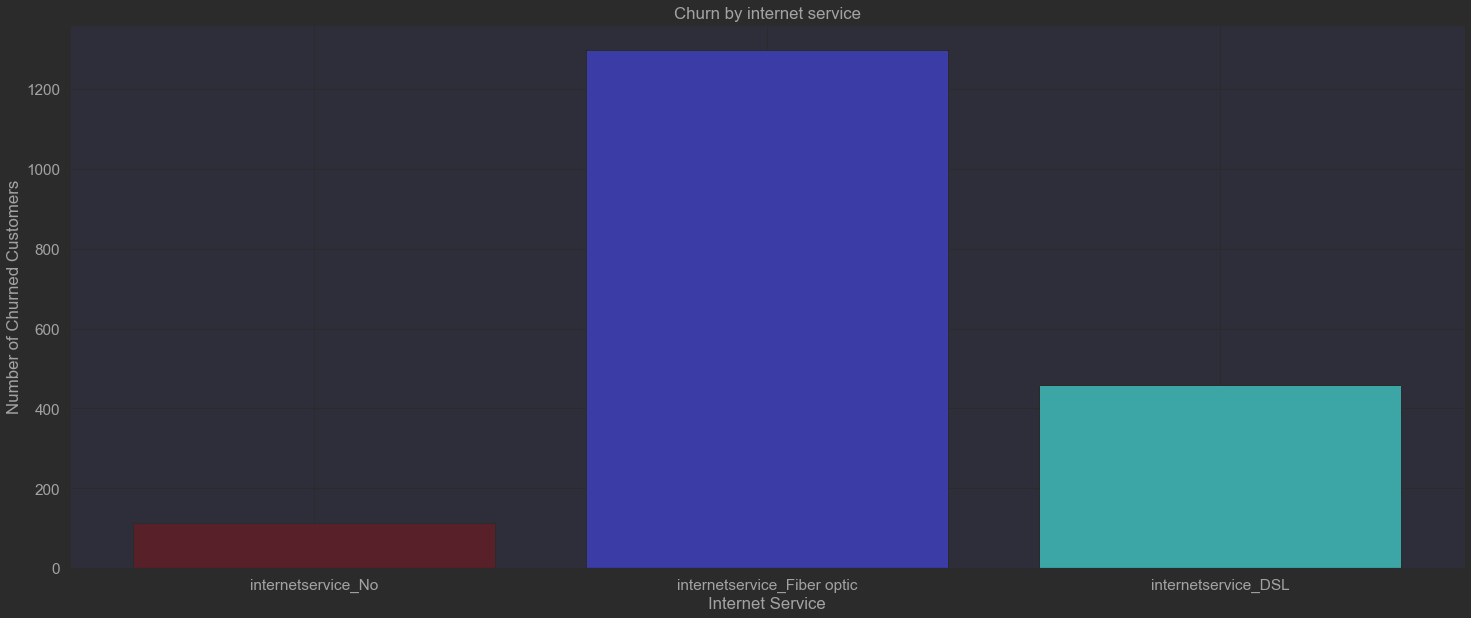 Churn by internet service
Number of Churned Customers
1200
1000
800
600
400
200
0
internetservice_No
internetservice_Fiber optic
internetservice_DSL
Internet Service